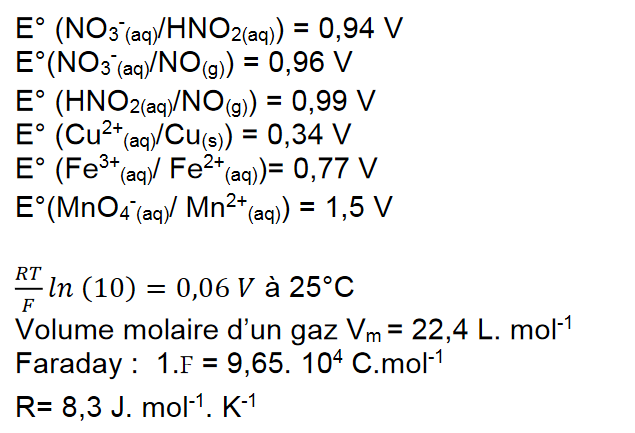 E° (NO₃⁻(aq)/HNO₂(aq)) = 0,94 V
E°(NO₃⁻(aq)/NO(g)) = 0,96 V
E° (HNO₂(aq)/NO(g)) = 0,99 V
E° (Cu²⁺(aq)/Cu(s)) = 0,34 V
E° (Fe³⁺(aq)/ Fe²⁺(aq))= 0,77 V
E°(MnO₄⁻(aq)/ Mn²⁺(aq)) = 1,5 V
RT/F ln (10) = 0,06 V à 25°C
Volume molaire d’un gaz Vₘ = 22,4 L. mol⁻¹
Faraday : 1.F = 9,65. 10⁴ C.mol⁻¹
R= 8,3 J. mol⁻¹. K⁻¹